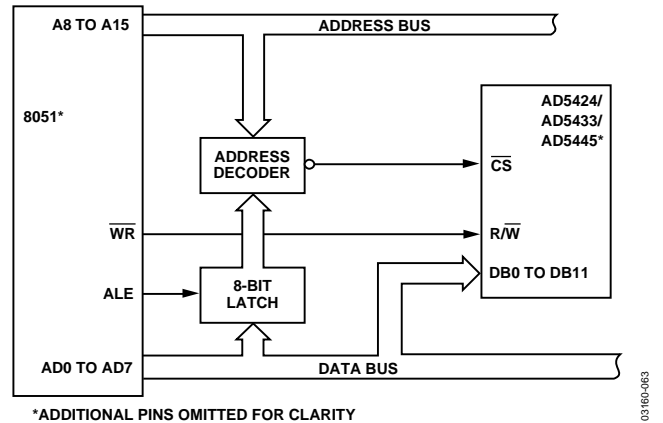 A8 TO A15
ADDRESS BUS
8051*
AD5424/
AD5433/
AD5445*
ADDRESS
DECODER
CS
WR
R/W
ALE
8-BIT
LATCH
DB0 TO DB11
AD0 TO AD7
DATA BUS
*ADDITIONAL PINS OMITTED FOR CLARITY
03160-063